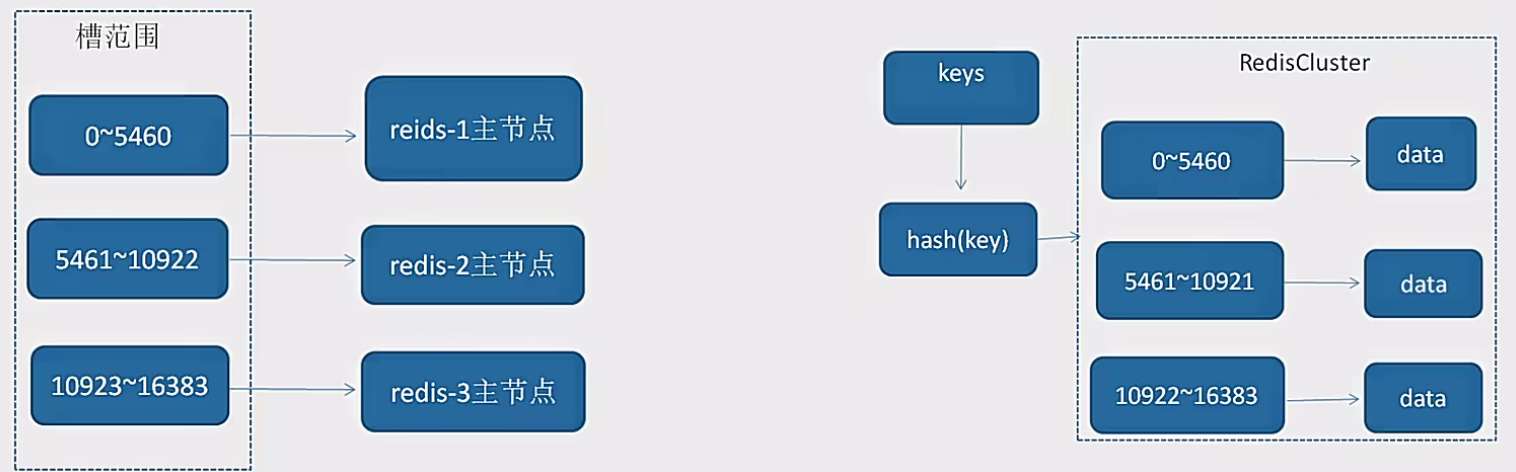 槽范围
0~5460
reids-1主节点
5461~10922
redis-2主节点
10923~16383
redis-3主节点
keys
hash(key)
RedisCluster
0~5460
data
5461~10921
data
10922~16383
data